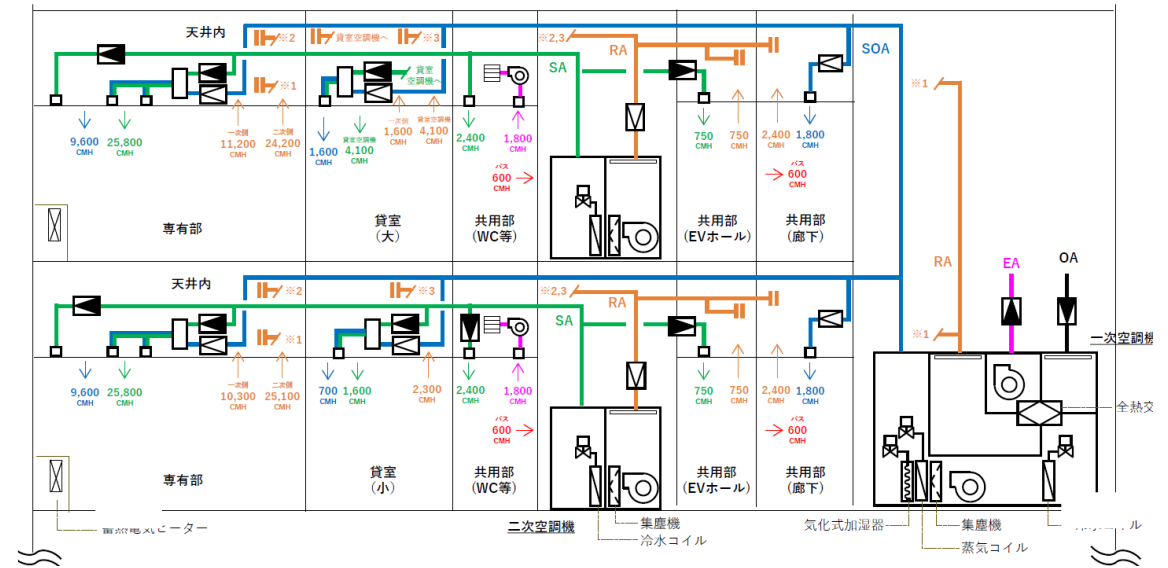 天井内
※2
貸室空調機へ
※3
※2,3
RA
SOA
SA
貸室
空調機へ
※1
※1
9,600
CMH
25,800
CMH
一次側
11,200
CMH
二次側
24,200
CMH
1,600
CMH
貸室空調機
4,100
CMH
一次側
1,600
CMH
貸室空調機
4,100
CMH
2,400
CMH
1,800
CMH
750
CMH
750
CMH
2,400
CMH
1,800
CMH
パス
600
CMH
パス
600
CMH
専有部
貸室
(大)
共用部
(WC等)
共用部
(EVホール)
共用部
(廊下)
天井内
※2
※3
※2,3
RA
SA
RA
EA
OA
※1
※1
一次空調機
9,600
CMH
25,800
CMH
一次側
10,300
CMH
二次側
25,100
CMH
700
CMH
1,600
CMH
2,300
CMH
2,400
CMH
1,800
CMH
750
CMH
750
CMH
2,400
CMH
1,800
CMH
パス
600
CMH
パス
600
CMH
全熱交
専有部
貸室
(小)
共用部
(WC等)
共用部
(EVホール)
共用部
(廊下)
蓄熱電気ヒーター
二次空調機
集塵機
冷水コイル
気化式加湿器
集塵機
蒸気コイル